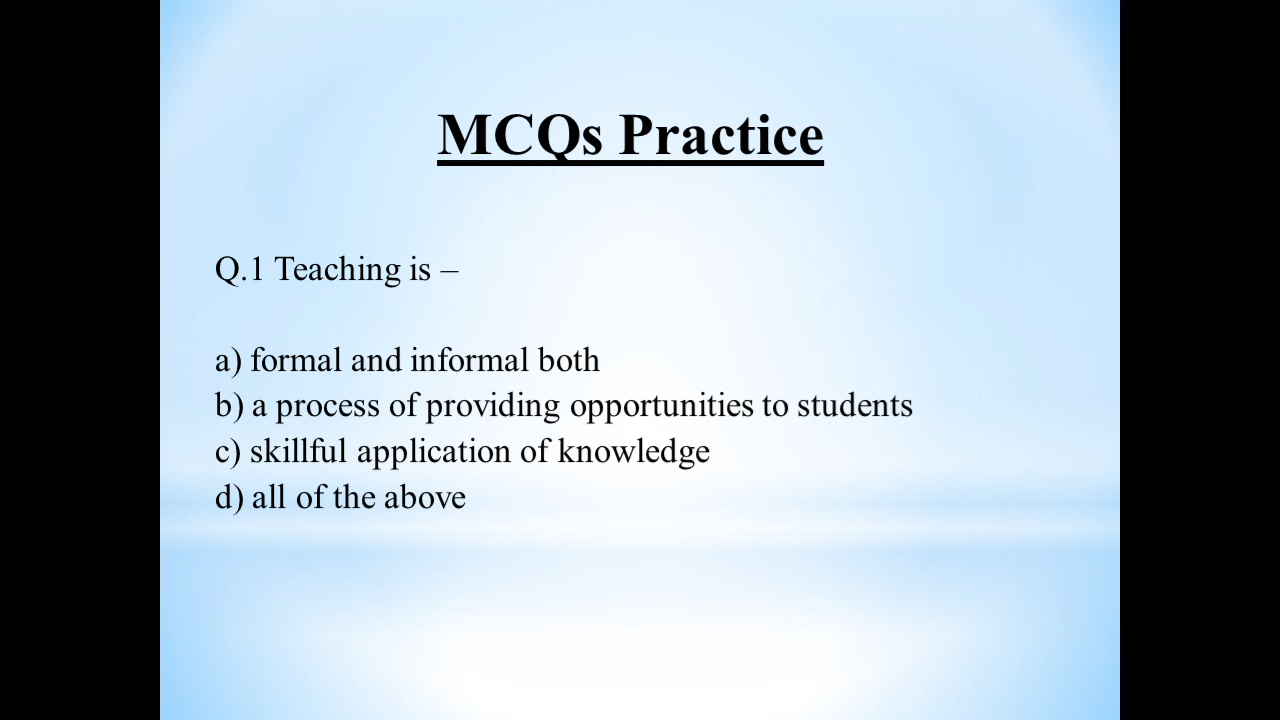 MCQs Practice
Q.1 Teaching is –
a) formal and informal both
b) a process of providing opportunities to students
c) skillful application of knowledge
d) all of the above